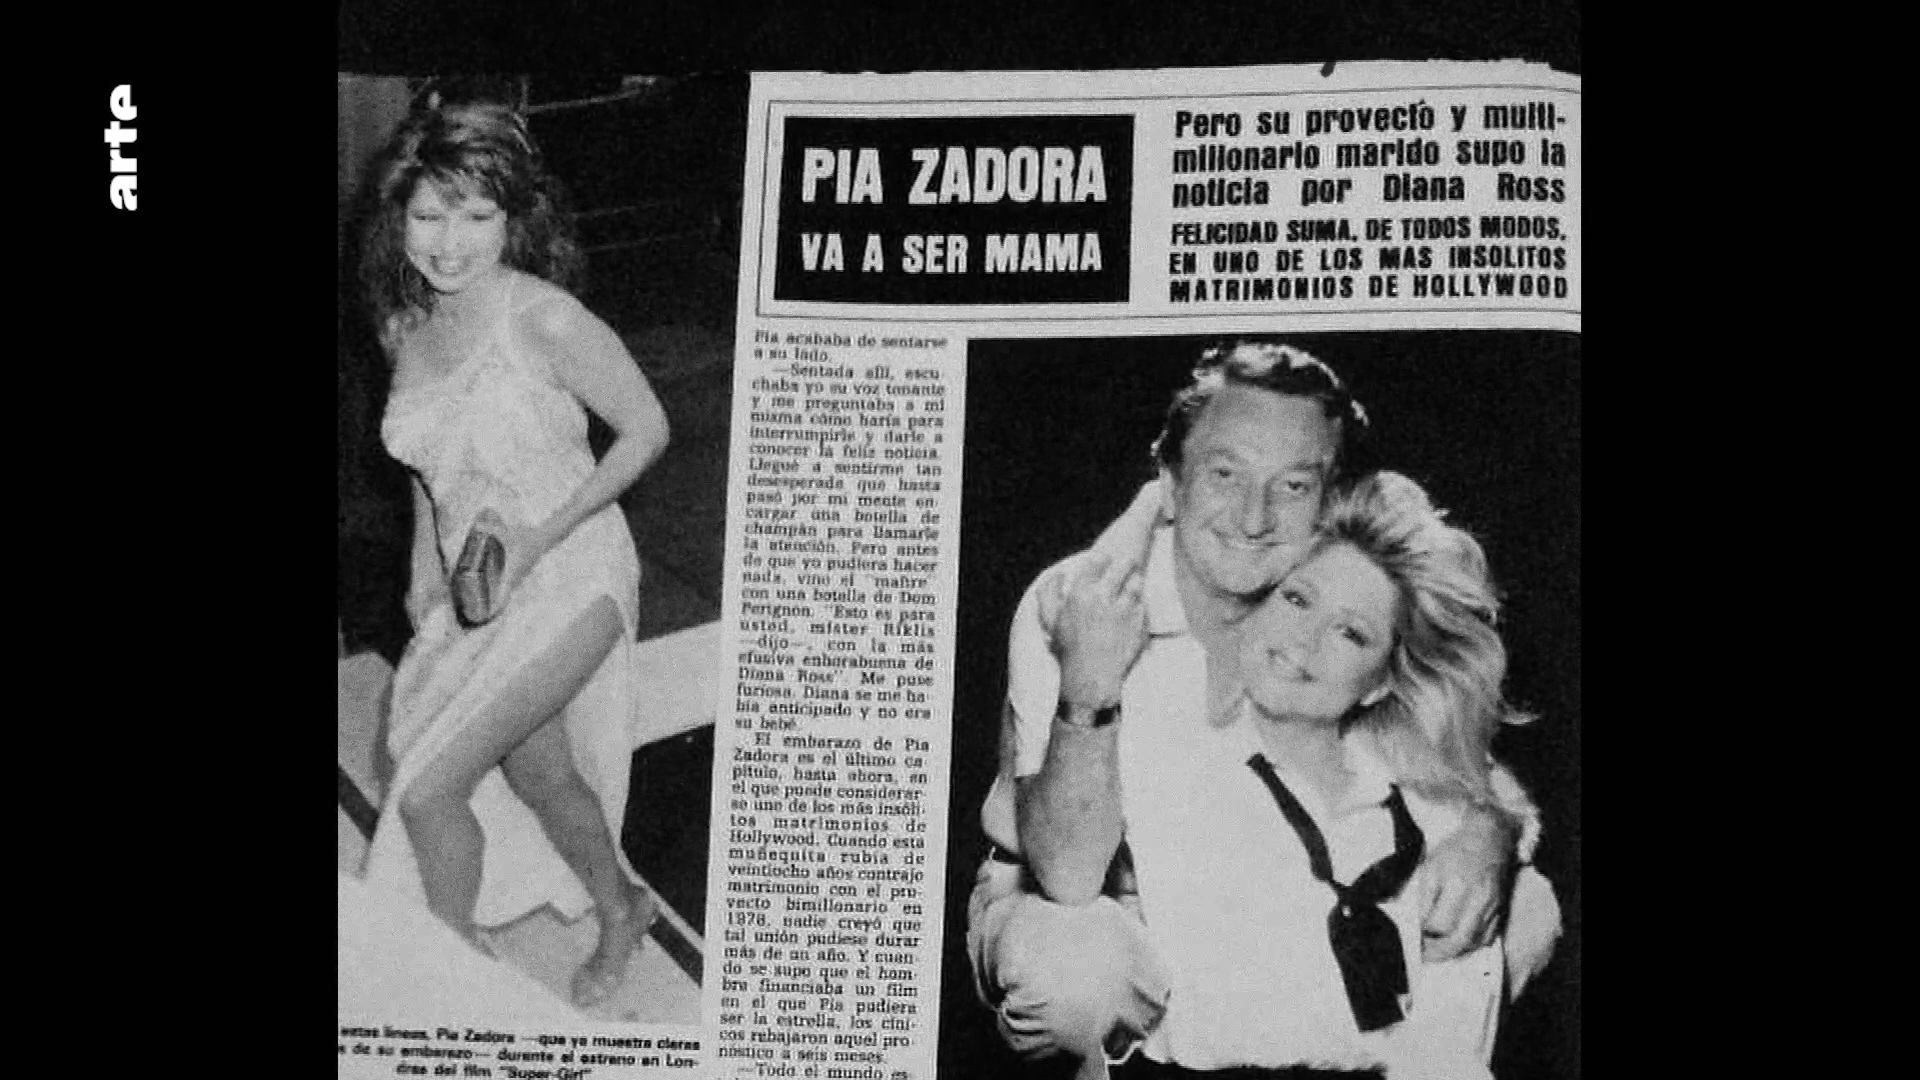 arte
PIA ZADORA
VA A SER MAMA
Pero su provecto y multi-
millonario marido supo la
noticia por Diana Ross
FELICIDAD SUMA, DE TODOS MODOS,
EN UNO DE LOS MAS INSOLITOS
MATRIMONIOS DE HOLLYWOOD
Pia acababa de sentarse
a su lado.
—Sentada allí, escu-
chaba yo su voz tonante
y me preguntaba a mí
misma cómo haría para
interrumpirle y darle a
conocer la feliz noticia.
Llegué a sentirme tan
desesperada que hasta
pasó por mi mente en-
cargar una botella de
champán para llamarle
la atención. Pero antes
de que yo pudiera hacer
nada, vino el "maître"
con una botella de Dom
Perignon. "Esto es para
usted, míster Riklis
—dijo—, con la más
efusiva enhorabuena de
Diana Ross". Me puse
furiosa. Diana se me ha-
bía anticipado y no era
su bebé.
El embarazo de Pia
Zadora es el último ca-
pítulo, hasta ahora, en
el que puede considerar-
se uno de los más insóli-
tos matrimonios de
Hollywood. Cuando esta
muñequita rubia de
veintiocho años contrajo
matrimonio con el pro-
vecto bimillonario en
1976, nadie creyó que
tal unión pudiese durar
más de un año. Y cuan-
do se supo que el hom-
bre financiaba un film
en el que Pia pudiera
ser la estrella, los cíni-
cos rebajaron aquel pro-
nóstico a seis meses.
—Todo el mundo es-
estas líneas, Pia Zadora —que ya muestra claras
de su embarazo— durante el estreno en Lon-
dres del film "Super-Girl"